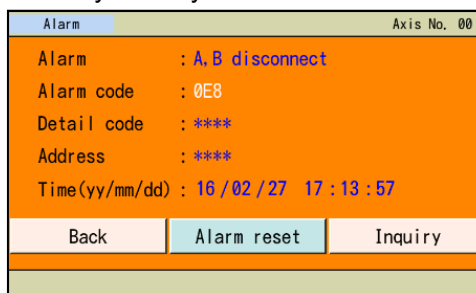 Alarm Axis No. 00
Alarm : A, B disconnect
Alarm code : 0E8
Detail code : ****
Address : ****
Time(yy/mm/dd) : 16/02/27 17:13:57
Back Alarm reset Inquiry